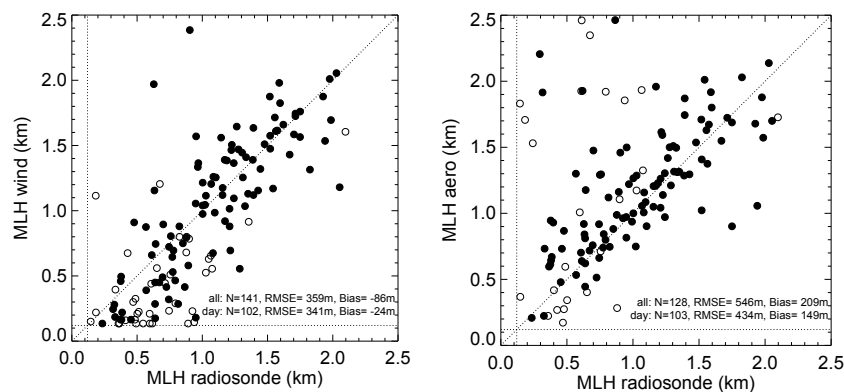 2.5
2.0
1.5
1.0
0.5
0.0
MLH wind (km)
all: N=141, RMSE= 359m, Bias= -86m
day: N=102, RMSE= 341m, Bias= -24m
0.0 0.5 1.0 1.5 2.0 2.5
MLH radiosonde (km)
2.5
2.0
1.5
1.0
0.5
0.0
MLH aero (km)
all: N=128, RMSE= 546m, Bias= 209m
day: N=103, RMSE= 434m, Bias= 149m
0.0 0.5 1.0 1.5 2.0 2.5
MLH radiosonde (km)